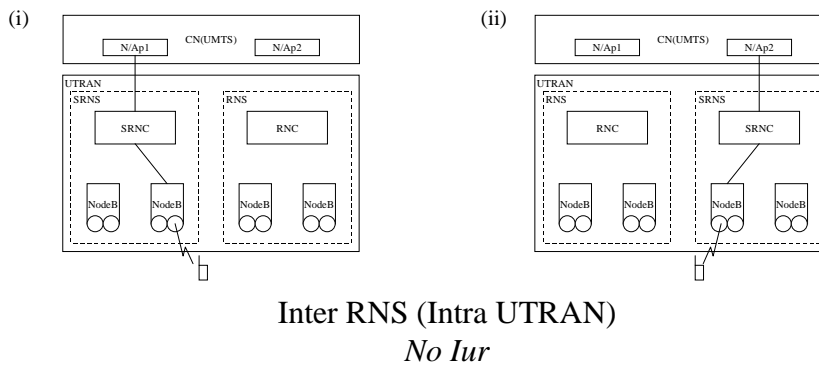 (i)
(ii)
N/Ap1 CN(UMTS) N/Ap2
N/Ap1 CN(UMTS) N/Ap2
UTRAN
UTRAN
SRNS RNS
RNS SRNS
SRNC RNC
RNC SRNC
NodeB NodeB NodeB NodeB
NodeB NodeB NodeB NodeB
Inter RNS (Intra UTRAN)
No Iur